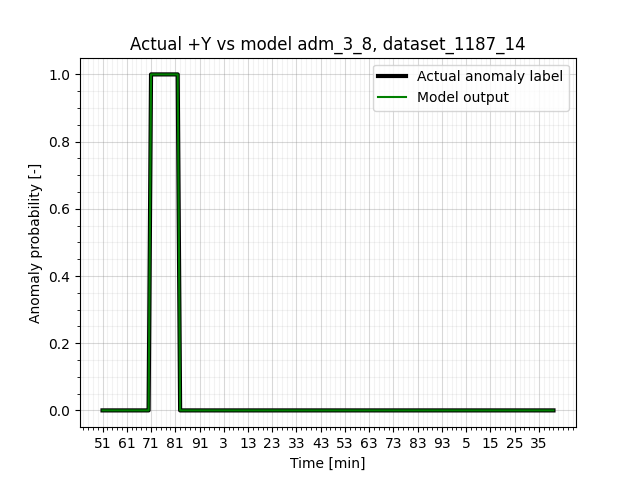 Actual +Y vs model adm_3_8, dataset_1187_14
Actual anomaly label
Model output
Anomaly probability [-]
1.0
0.8
0.6
0.4
0.2
0.0
51 61 71 81 91 3 13 23 33 43 53 63 73 83 93 5 15 25 35
Time [min]